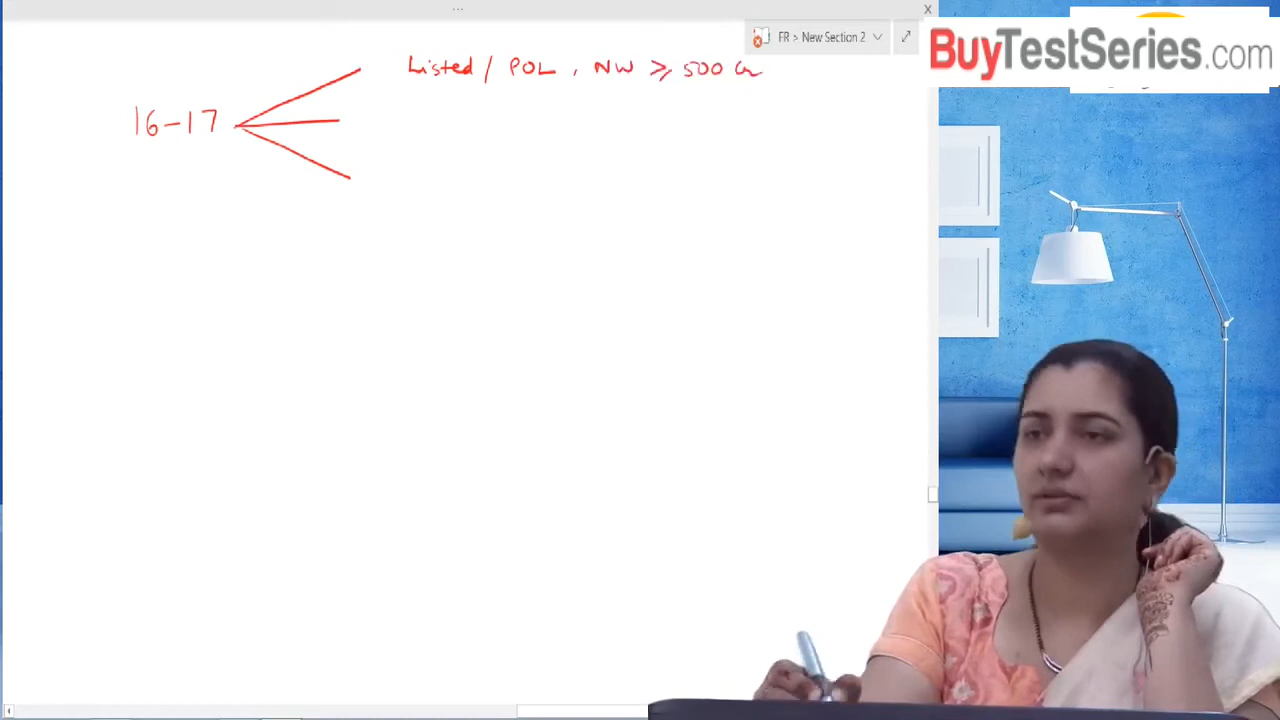 ...
x
FR > New Section 2
BuyTestSeries.com
Listed / POL , NW ⩾ 500 Cr
16-17